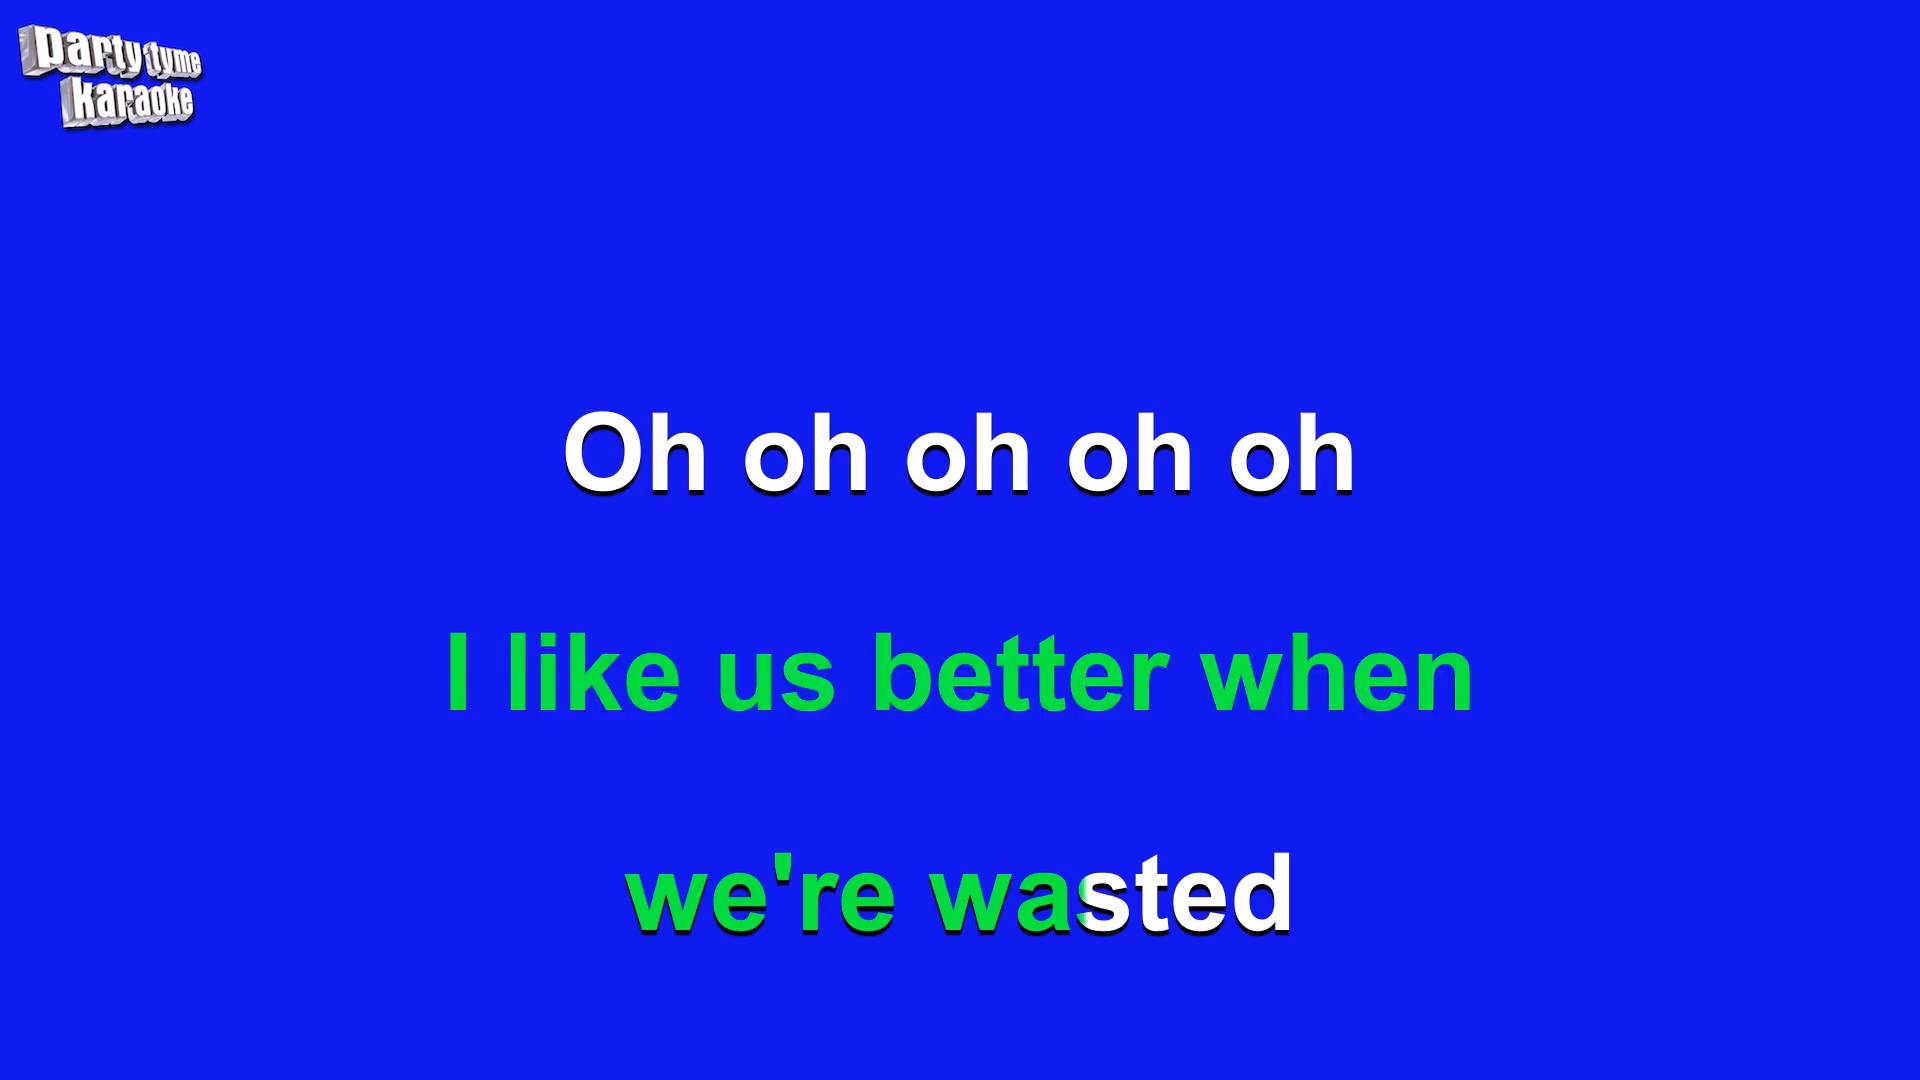 party tyme
karaoke
Oh oh oh oh oh
I like us better when
we're wasted